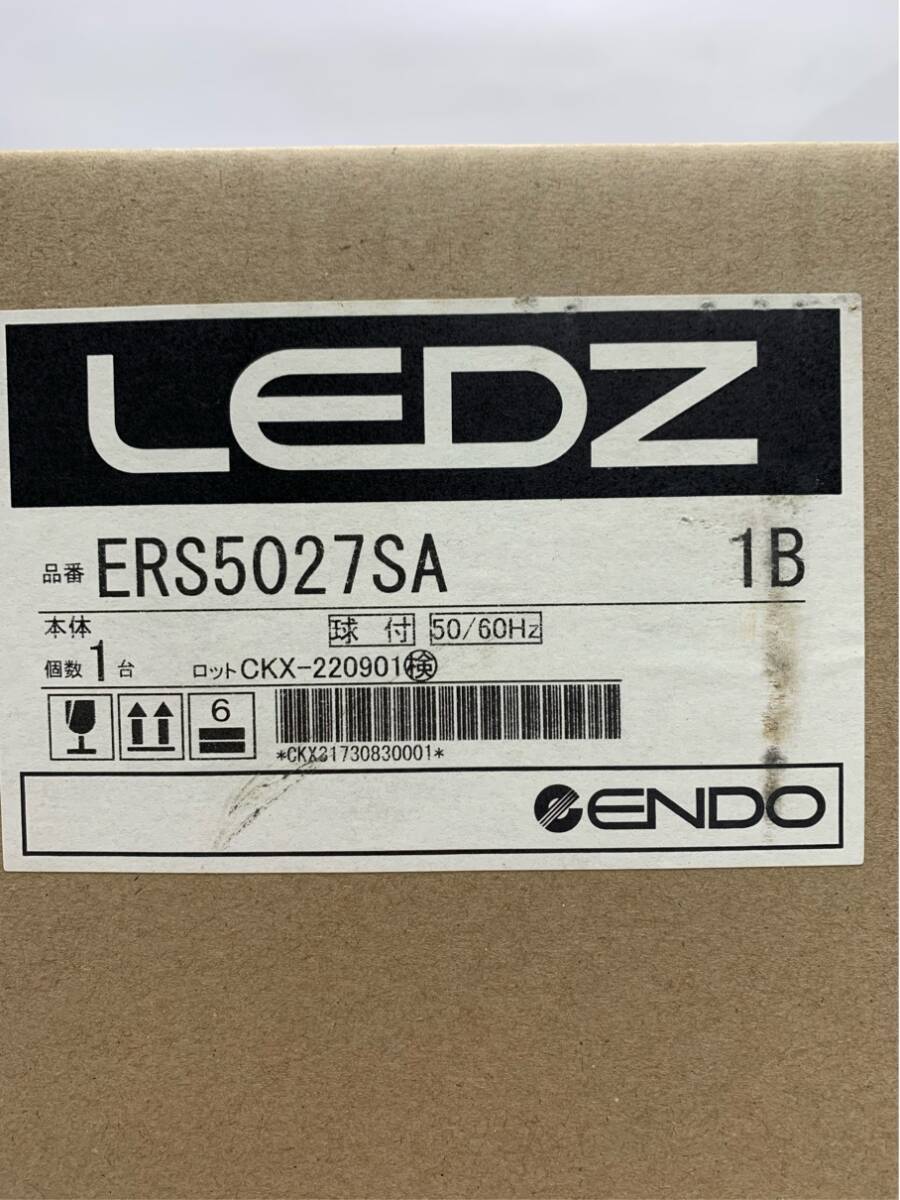 LEDZ
品番 ERS5027SA 1B
本体 球付 50/60Hz
個数 1 台 ロット CKX-220901 検
6
*CKX31730830001*
ENDO